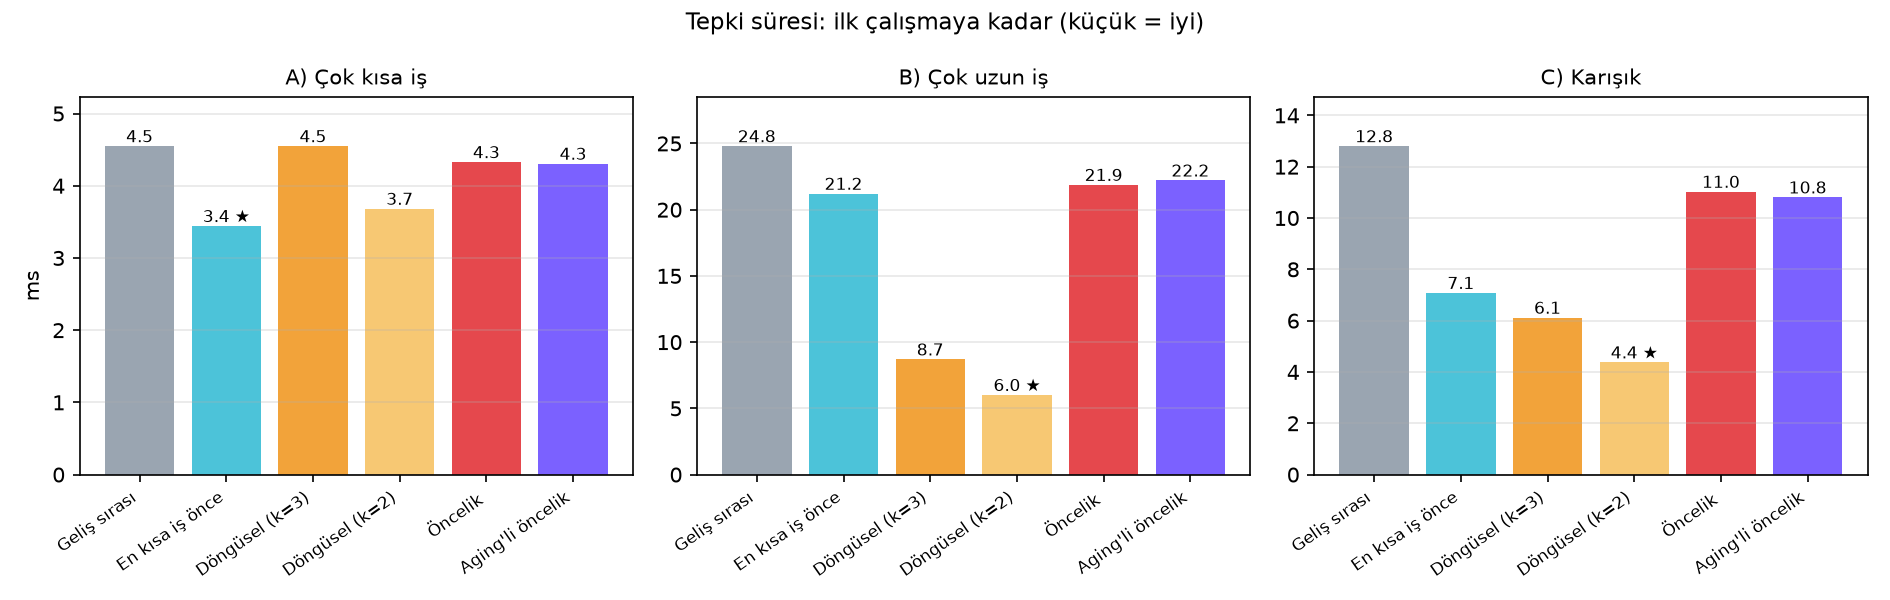 Tepki süresi: ilk çalışmaya kadar (küçük = iyi)
A) Çok kısa iş
ms
5
4
3
2
1
0
4.5
3.4 ★
4.5
3.7
4.3
4.3
Geliş sırası
En kısa iş önce
Döngüsel (k=3)
Döngüsel (k=2)
Öncelik
Aging'li öncelik
B) Çok uzun iş
25
20
15
10
5
0
24.8
21.2
8.7
6.0 ★
21.9
22.2
Geliş sırası
En kısa iş önce
Döngüsel (k=3)
Döngüsel (k=2)
Öncelik
Aging'li öncelik
C) Karışık
14
12
10
8
6
4
2
0
12.8
7.1
6.1
4.4 ★
11.0
10.8
Geliş sırası
En kısa iş önce
Döngüsel (k=3)
Döngüsel (k=2)
Öncelik
Aging'li öncelik